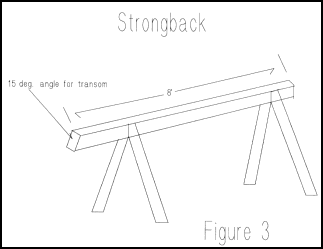 Strongback
15 deg. angle for transom
8'
Figure 3